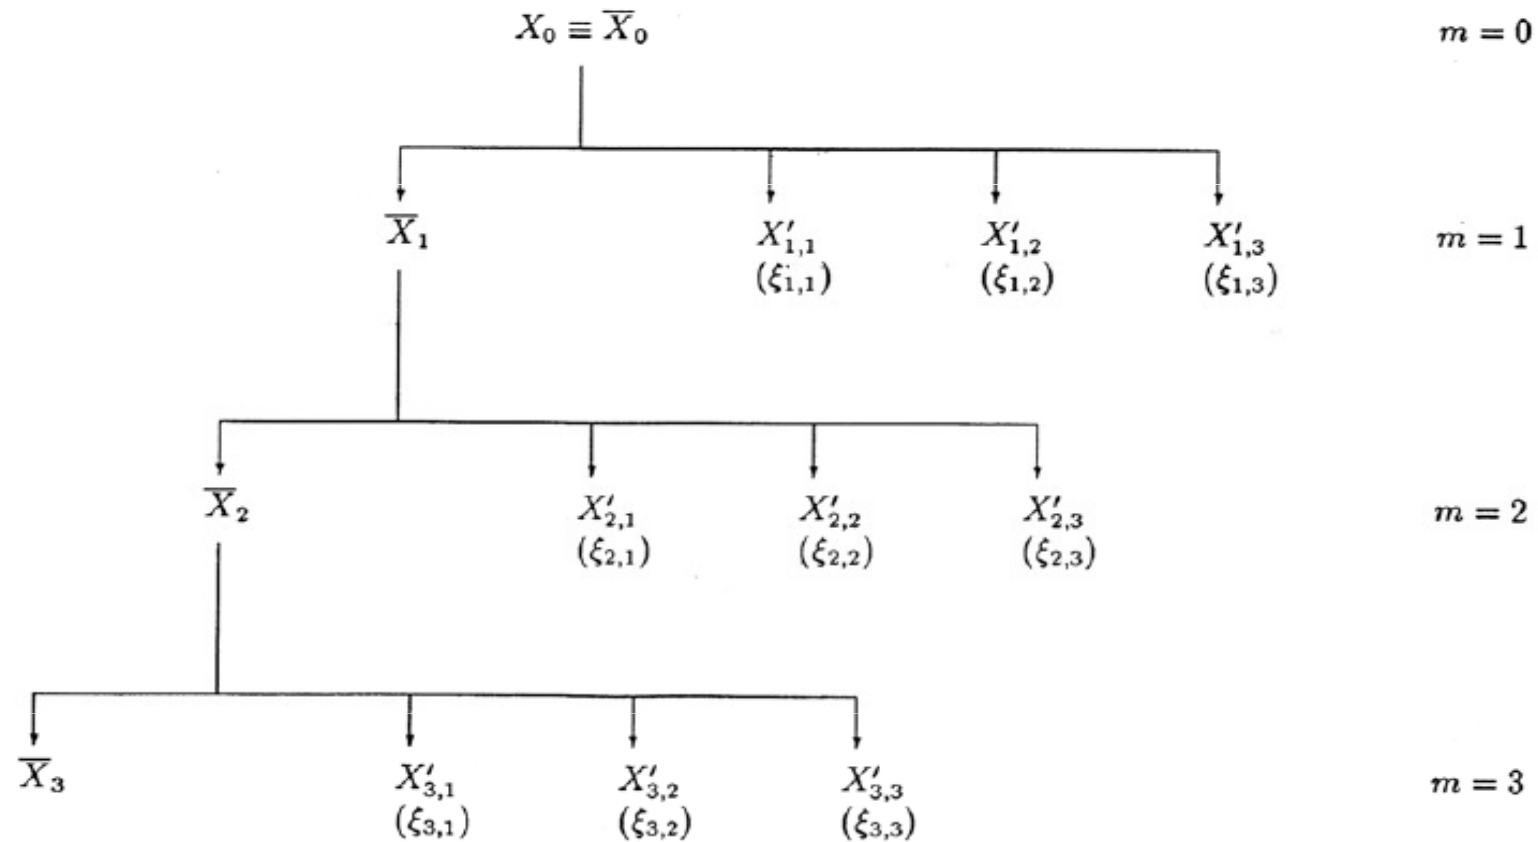 X₀ ≡ X̅₀ m = 0
X̅₁ X′₁,₁ X′₁,₂ X′₁,₃ m = 1
(ξ₁,₁) (ξ₁,₂) (ξ₁,₃)
X̅₂ X′₂,₁ X′₂,₂ X′₂,₃ m = 2
(ξ₂,₁) (ξ₂,₂) (ξ₂,₃)
X̅₃ X′₃,₁ X′₃,₂ X′₃,₃ m = 3
(ξ₃,₁) (ξ₃,₂) (ξ₃,₃)